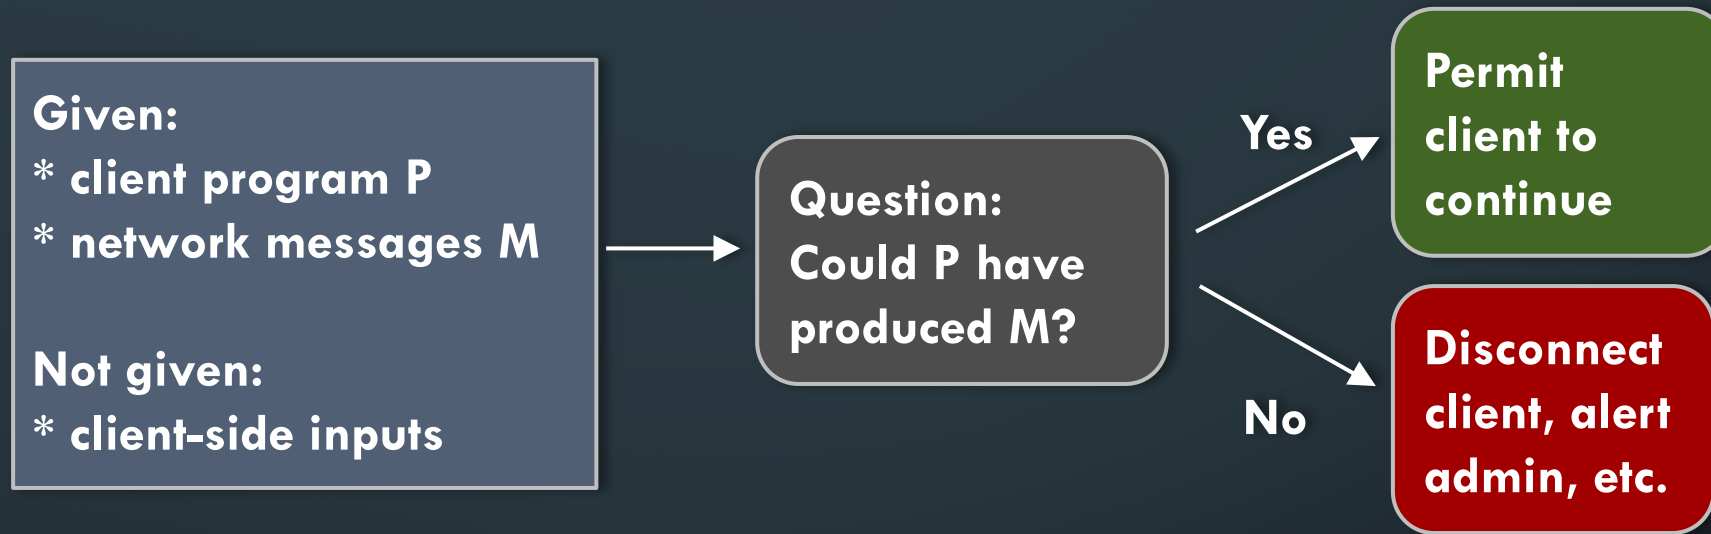 Given:
* client program P
* network messages M
Not given:
* client-side inputs
Question:
Could P have
produced M?
Yes
No
Permit
client to
continue
Disconnect
client, alert
admin, etc.